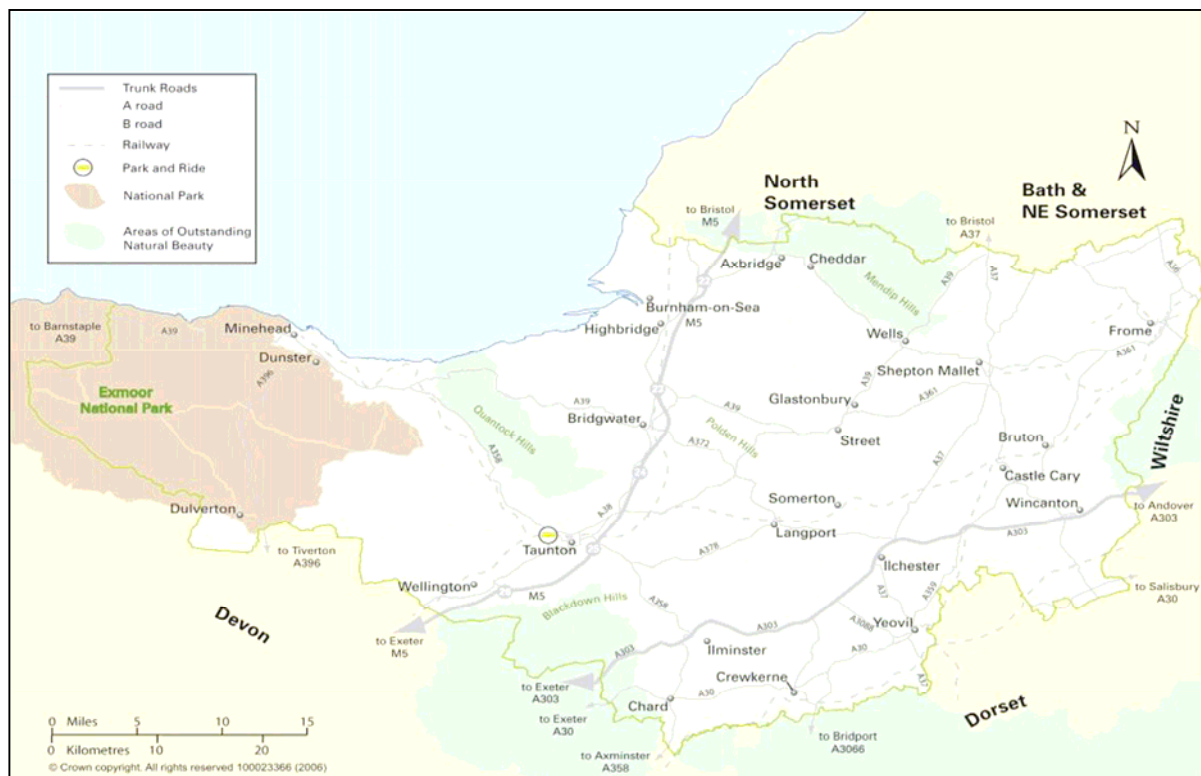 Trunk Roads
A road
B road
Railway
Park and Ride
National Park
Areas of Outstanding
Natural Beauty
N
North
Somerset
Bath &
NE Somerset
to Bristol
M5
to Bristol
A37
Axbridge
Cheddar
Mendip Hills
A39
A37
A36
Burnham-on-Sea
M5
Highbridge
Wells
Frome
A361
Shepton Mallet
to Barnstaple
A39
A39
Minehead
Dunster
A396
Exmoor
National Park
Quantock Hills
A39
Bridgwater
A39
A372
Polden Hills
A39
Glastonbury
A361
Street
A37
Bruton
Castle Cary
Wiltshire
A358
Dulverton
to Tiverton
A396
A38
Taunton
Somerton
Langport
A378
Wincanton
to Andover
A303
A303
Ilchester
Wellington
M5
Blackdown Hills
A358
A303
A37
A359
to Salisbury
A30
Devon
to Exeter
M5
A3088
Yeovil
A303
Ilminster
A30
Crewkerne
A37
to Exeter
A303
to Exeter
A30
Chard
A30
Dorset
to Bridport
A3066
to Axminster
A358
0 Miles 5 10 15
0 Kilometres 10 20
© Crown copyright. All rights reserved 100023366 (2006)